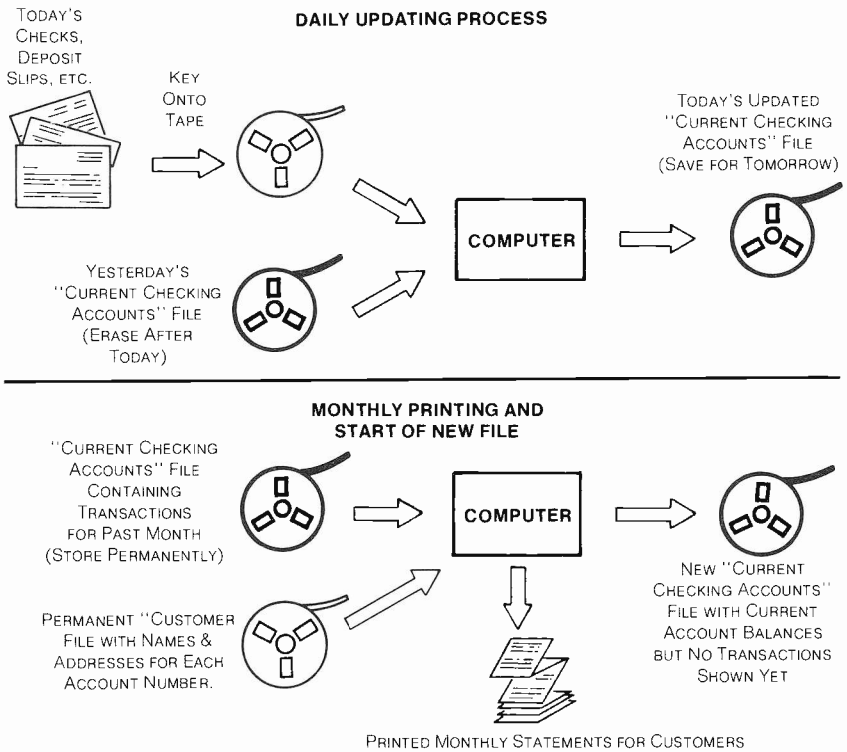 DAILY UPDATING PROCESS
TODAY'S
CHECKS,
DEPOSIT
SLIPS, ETC.
KEY
ONTO
TAPE
TODAY'S UPDATED
"CURRENT CHECKING
ACCOUNTS" FILE
(SAVE FOR TOMORROW)
COMPUTER
YESTERDAY'S
"CURRENT CHECKING
ACCOUNTS" FILE
(ERASE AFTER
TODAY)
MONTHLY PRINTING AND
START OF NEW FILE
"CURRENT CHECKING
ACCOUNTS" FILE
CONTAINING
TRANSACTIONS
FOR PAST MONTH
(STORE PERMANENTLY)
COMPUTER
PERMANENT "CUSTOMER
FILE WITH NAMES &
ADDRESSES FOR EACH
ACCOUNT NUMBER.
NEW "CURRENT
CHECKING ACCOUNTS"
FILE WITH CURRENT
ACCOUNT BALANCES
BUT NO TRANSACTIONS
SHOWN YET
PRINTED MONTHLY STATEMENTS FOR CUSTOMERS